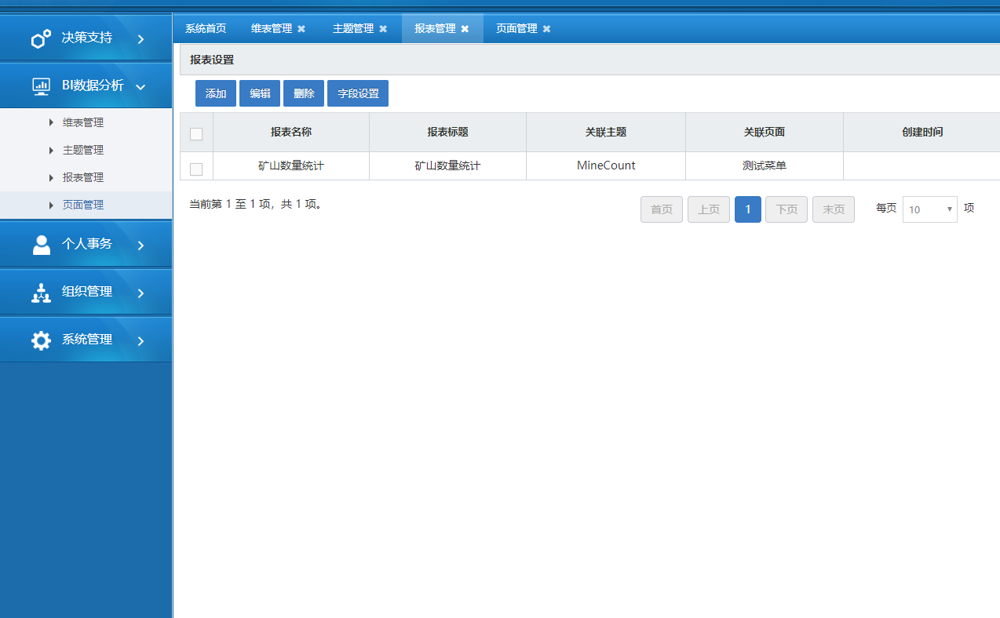 决策支持
BI数据分析
维表管理
主题管理
报表管理
页面管理
个人事务
组织管理
系统管理
系统首页 维表管理 主题管理 报表管理 页面管理
报表设置
添加 编辑 删除 字段设置
报表名称 报表标题 关联主题 关联页面 创建时间
矿山数量统计 矿山数量统计 MineCount 测试菜单
当前第 1 至 1 项，共 1 项。 首页 上页 1 下页 末页 每页 10 项